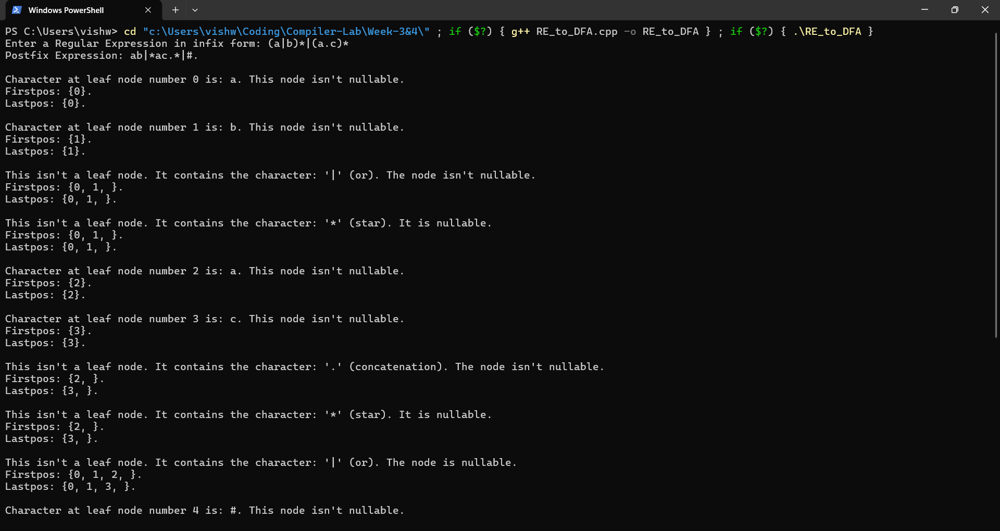 Windows PowerShell
PS C:\Users\vishw> cd "c:\Users\vishw\Coding\Compiler-Lab\Week-3&4\" ; if ($?) { g++ RE_to_DFA.cpp -o RE_to_DFA } ; if ($?) { .\RE_to_DFA }
Enter a Regular Expression in infix form: (a|b)*|(a.c)*
Postfix Expression: ab|*ac.*|#.
Character at leaf node number 0 is: a. This node isn't nullable.
Firstpos: {0}.
Lastpos: {0}.
Character at leaf node number 1 is: b. This node isn't nullable.
Firstpos: {1}.
Lastpos: {1}.
This isn't a leaf node. It contains the character: '|' (or). The node isn't nullable.
Firstpos: {0, 1, }.
Lastpos: {0, 1, }.
This isn't a leaf node. It contains the character: '*' (star). It is nullable.
Firstpos: {0, 1, }.
Lastpos: {0, 1, }.
Character at leaf node number 2 is: a. This node isn't nullable.
Firstpos: {2}.
Lastpos: {2}.
Character at leaf node number 3 is: c. This node isn't nullable.
Firstpos: {3}.
Lastpos: {3}.
This isn't a leaf node. It contains the character: '.' (concatenation). The node isn't nullable.
Firstpos: {2, }.
Lastpos: {3, }.
This isn't a leaf node. It contains the character: '*' (star). It is nullable.
Firstpos: {2, }.
Lastpos: {3, }.
This isn't a leaf node. It contains the character: '|' (or). The node is nullable.
Firstpos: {0, 1, 2, }.
Lastpos: {0, 1, 3, }.
Character at leaf node number 4 is: #. This node isn't nullable.